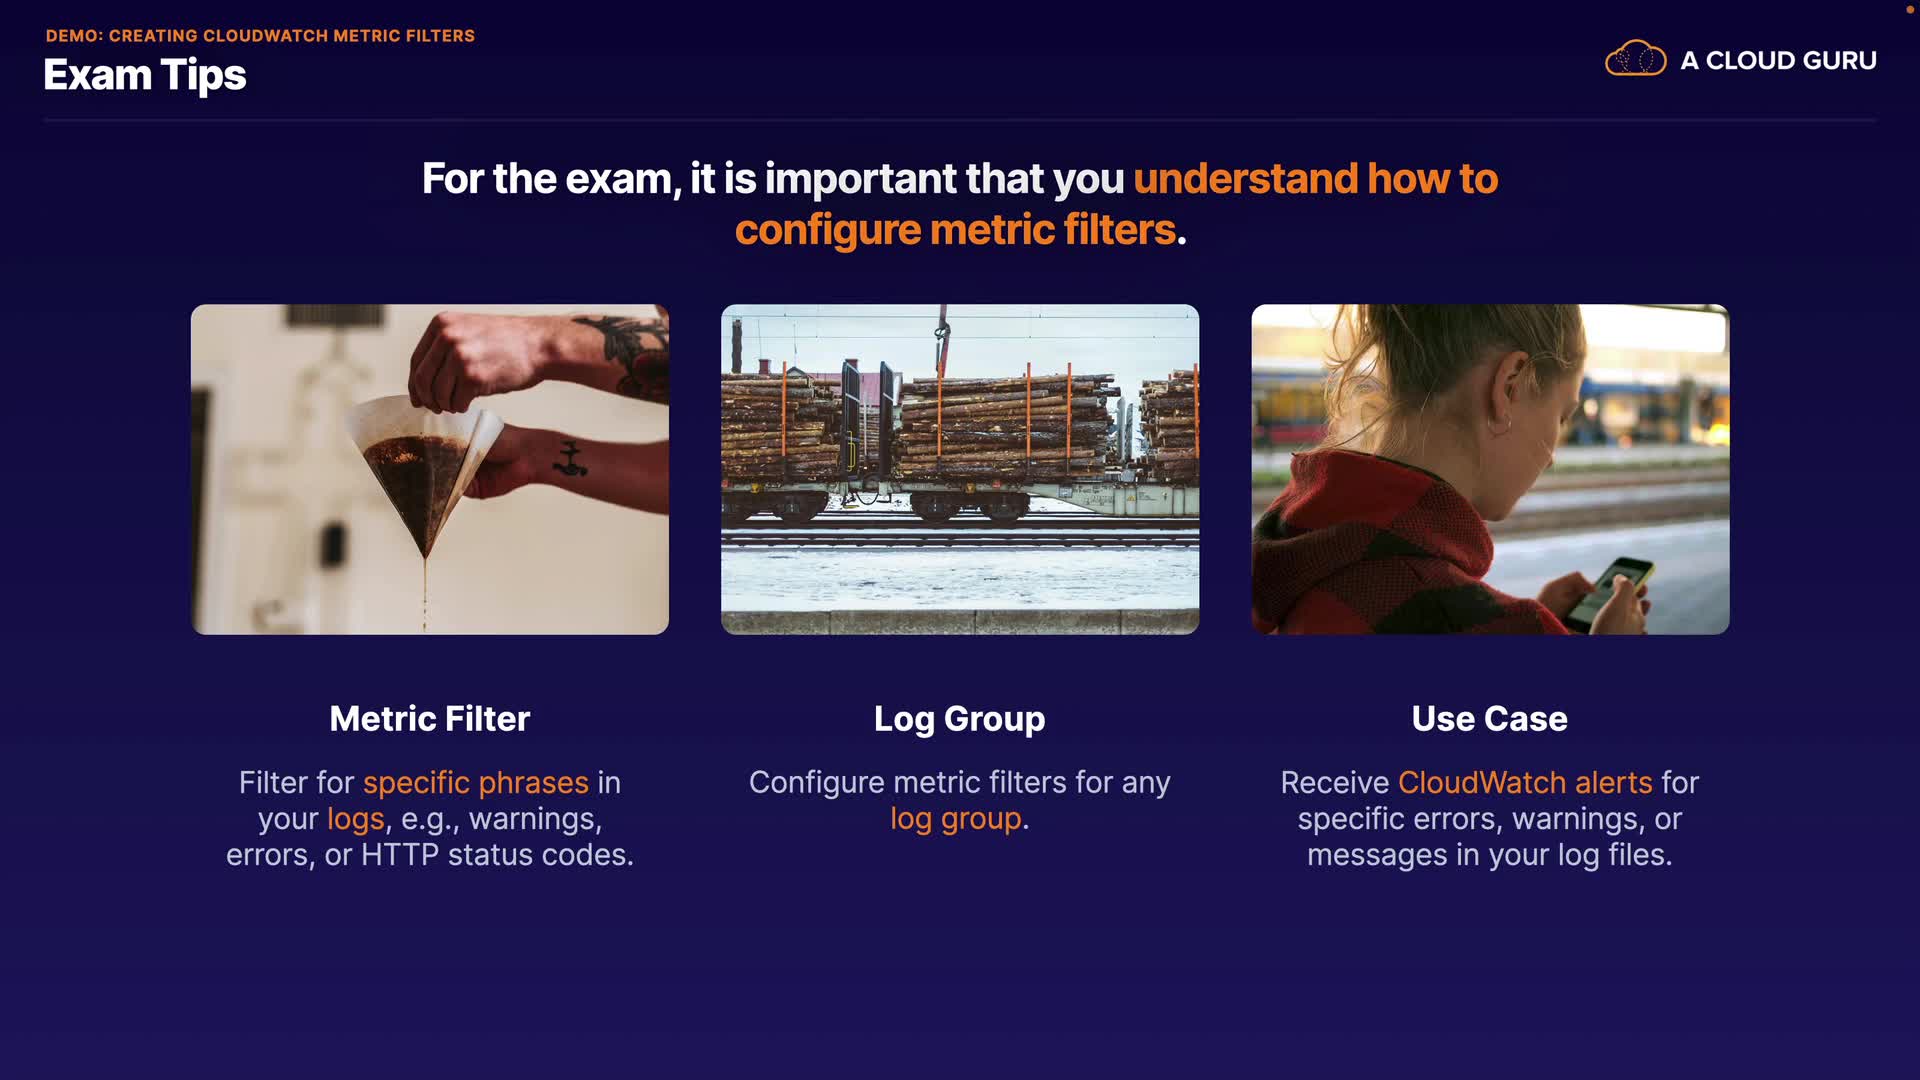 DEMO: CREATING CLOUDWATCH METRIC FILTERS
Exam Tips
A CLOUD GURU
For the exam, it is important that you understand how to
configure metric filters.
Metric Filter
Filter for specific phrases in
your logs, e.g., warnings,
errors, or HTTP status codes.
Log Group
Configure metric filters for any
log group.
Use Case
Receive CloudWatch alerts for
specific errors, warnings, or
messages in your log files.